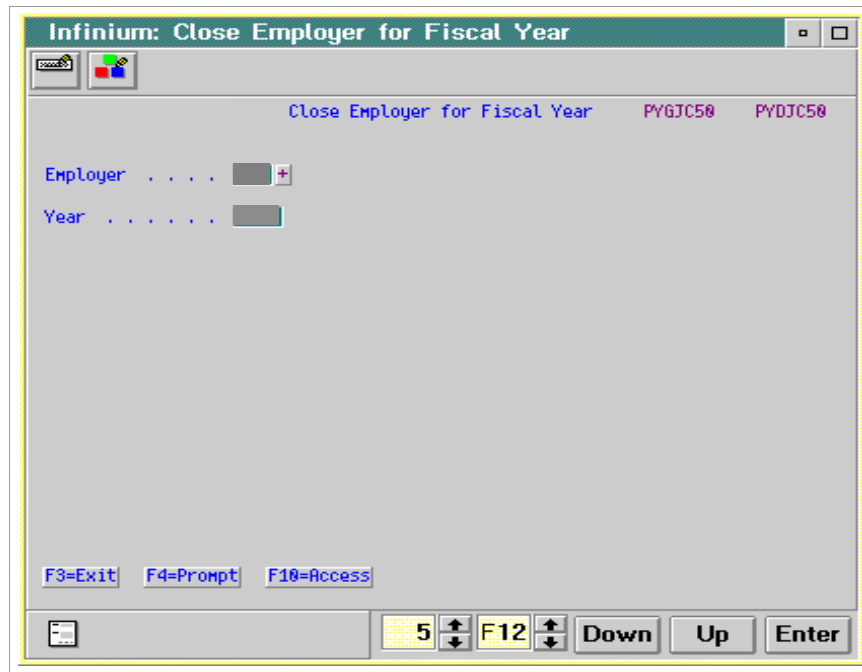 Infinium: Close Employer for Fiscal Year
Close Employer for Fiscal Year PYGJC50 PYDJC50
Employer . . . . +
Year . . . . . .
F3=Exit F4=Prompt F10=Access
5 F12 Down Up Enter